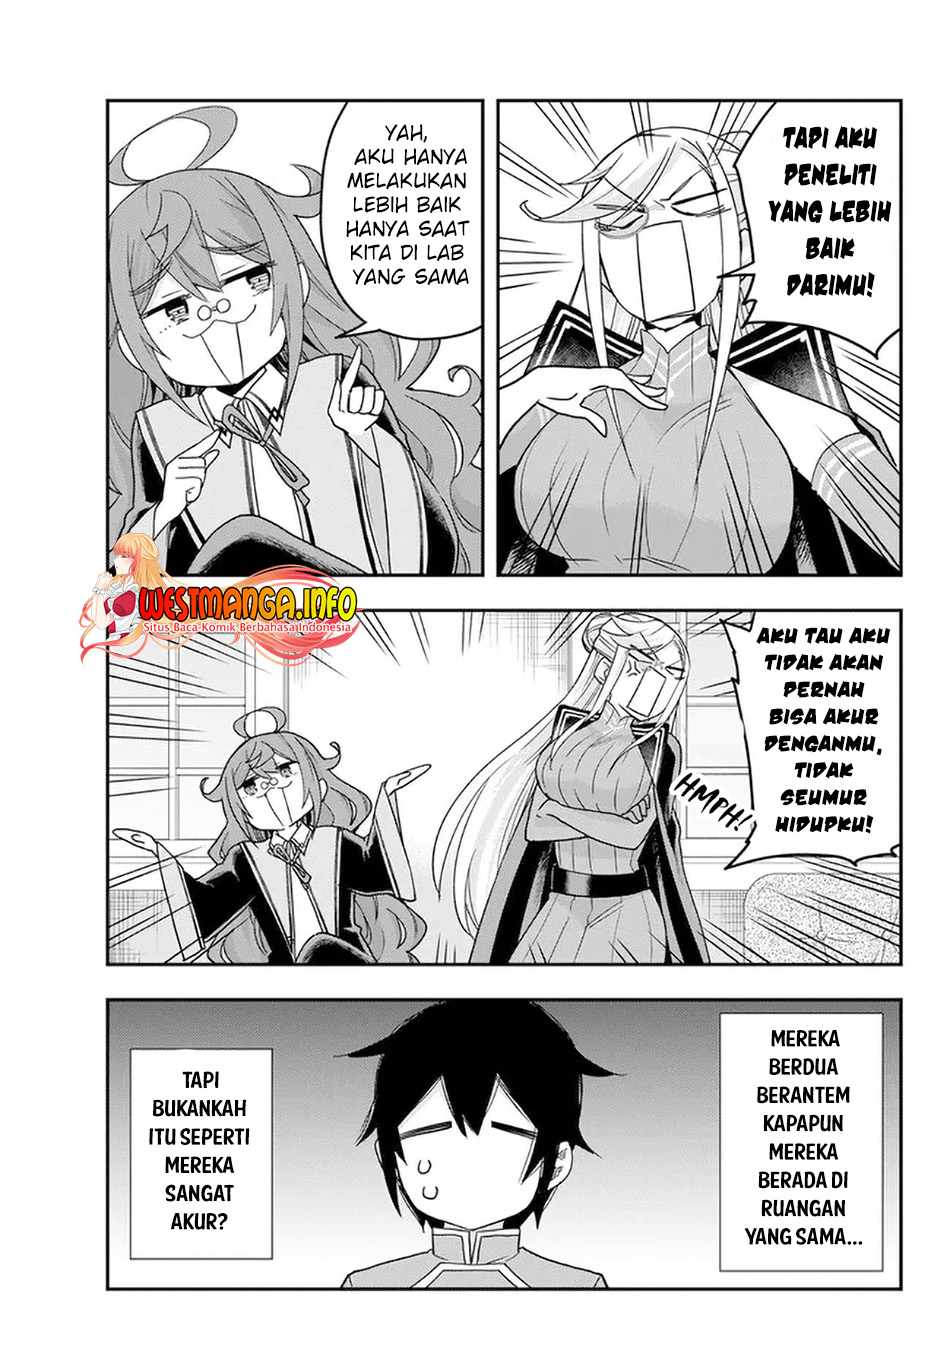 TAPI AKU
PENELITI
YANG LEBIH
BAIK
DARIMU!
YAH,
AKU HANYA
MELAKUKAN
LEBIH BAIK
HANYA SAAT
KITA DI LAB
YANG SAMA
WESTMANGA.INFO
Situs Baca Komik Berbahasa Indonesia
AKU TAU AKU
TIDAK AKAN
PERNAH
BISA AKUR
DENGANMU,
TIDAK
SEUMUR
HIDUPKU!
HMPH!
MEREKA
BERDUA
BERANTEM
KAPAPUN
MEREKA
BERADA DI
RUANGAN
YANG SAMA...
TAPI
BUKANKAH
ITU SEPERTI
MEREKA
SANGAT
AKUR?